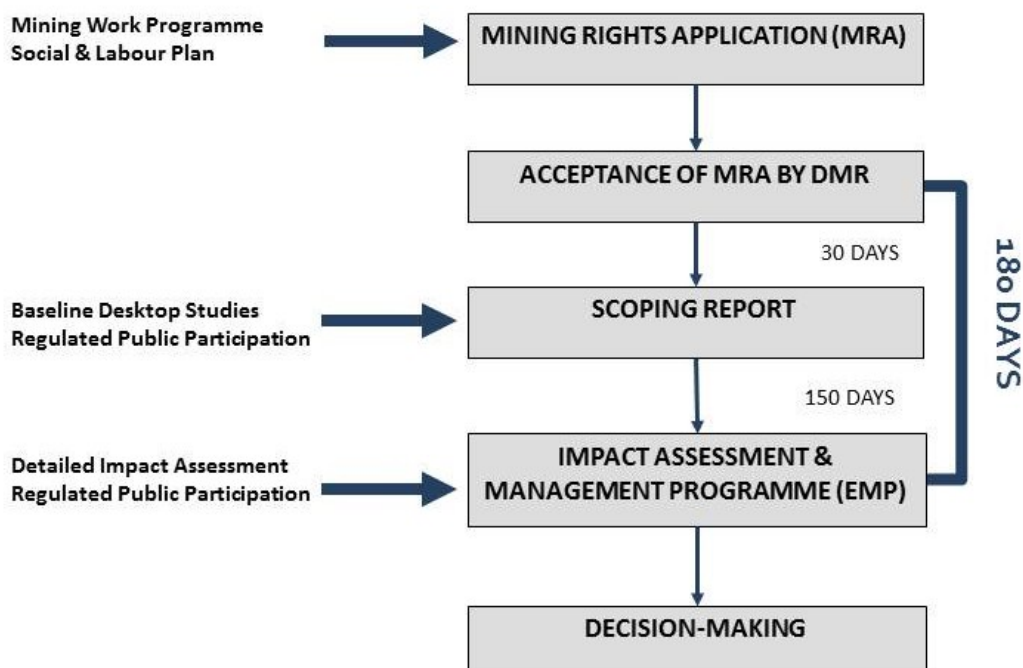 Mining Work Programme
Social & Labour Plan
MINING RIGHTS APPLICATION (MRA)
ACCEPTANCE OF MRA BY DMR
30 DAYS
Baseline Desktop Studies
Regulated Public Participation
SCOPING REPORT
180 DAYS
150 DAYS
Detailed Impact Assessment
Regulated Public Participation
IMPACT ASSESSMENT &
MANAGEMENT PROGRAMME (EMP)
DECISION-MAKING